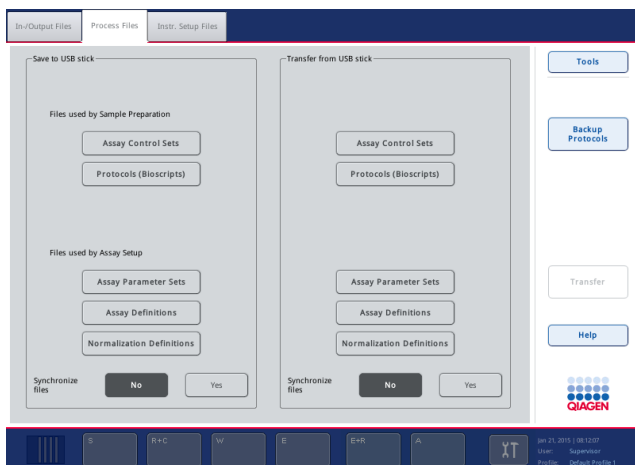 In-/Output Files
Process Files
Instr. Setup Files
Save to USB stick
Files used by Sample Preparation
Assay Control Sets
Protocols (Bioscripts)
Files used by Assay Setup
Assay Parameter Sets
Assay Definitions
Normalization Definitions
Synchronize
files
No
Yes
Transfer from USB stick
Assay Control Sets
Protocols (Bioscripts)
Assay Parameter Sets
Assay Definitions
Normalization Definitions
Synchronize
files
No
Yes
Tools
Backup
Protocols
Transfer
Help
QIAGEN
S
R+C
W
E
E+R
A
Jan 21, 2015 | 08:12:07
User: Supervisor
Profile: Default Profile 1